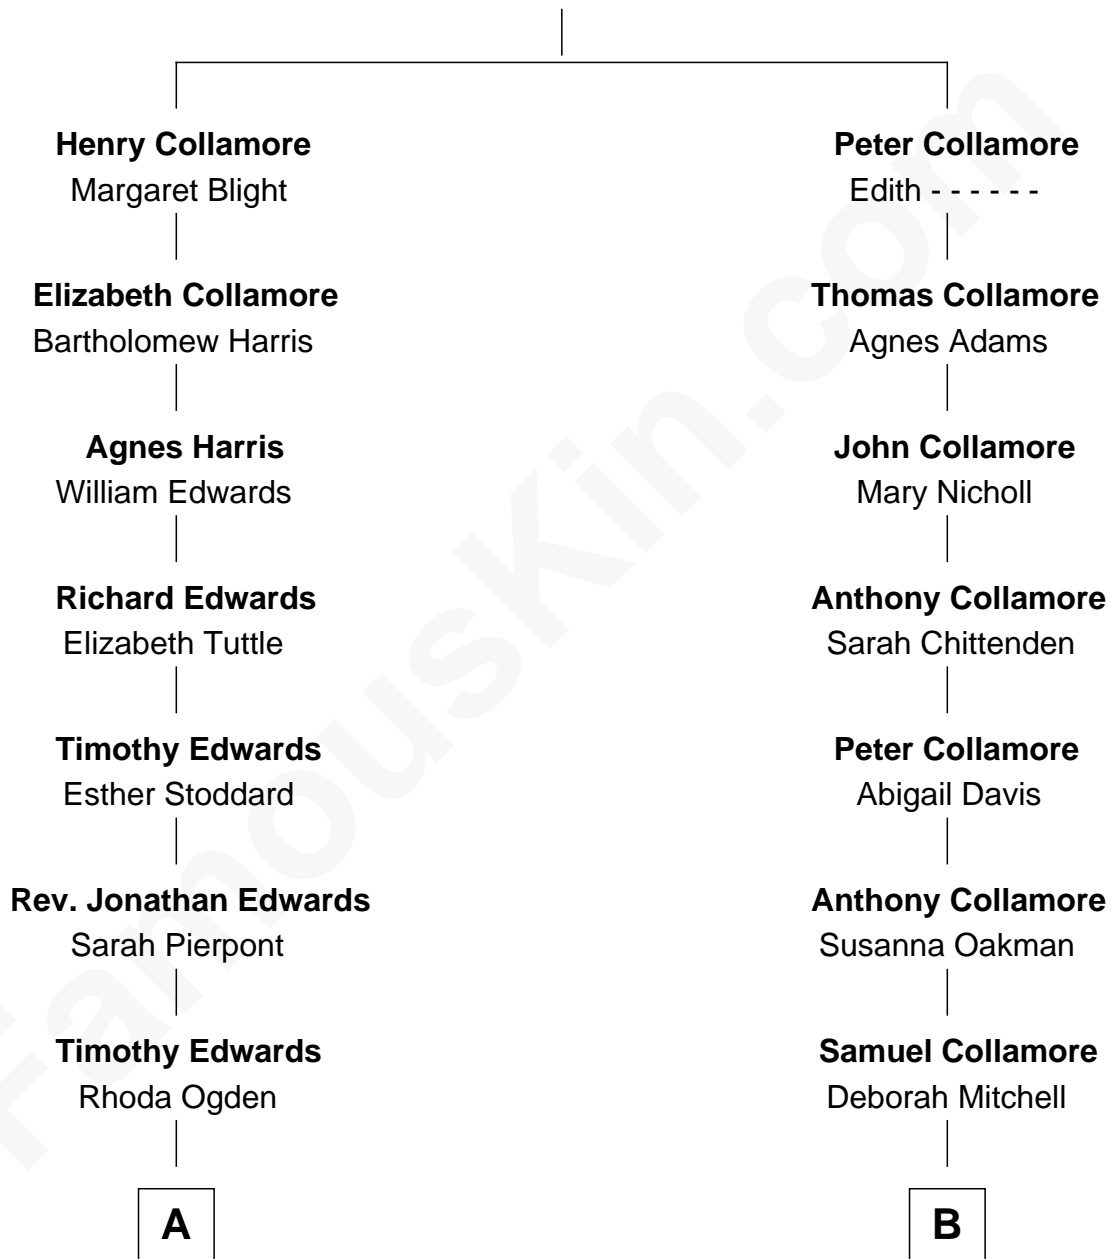 Henry Collamore
Margaret Blight
Elizabeth Collamore
Bartholomew Harris
Agnes Harris
William Edwards
Richard Edwards
Elizabeth Tuttle
Timothy Edwards
Esther Stoddard
Rev. Jonathan Edwards
Sarah Pierpont
Timothy Edwards
Rhoda Ogden
A
Peter Collamore
Edith - - - - - -
Thomas Collamore
Agnes Adams
John Collamore
Mary Nicholl
Anthony Collamore
Sarah Chittenden
Peter Collamore
Abigail Davis
Anthony Collamore
Susanna Oakman
Samuel Collamore
Deborah Mitchell
B
FamousKin.com